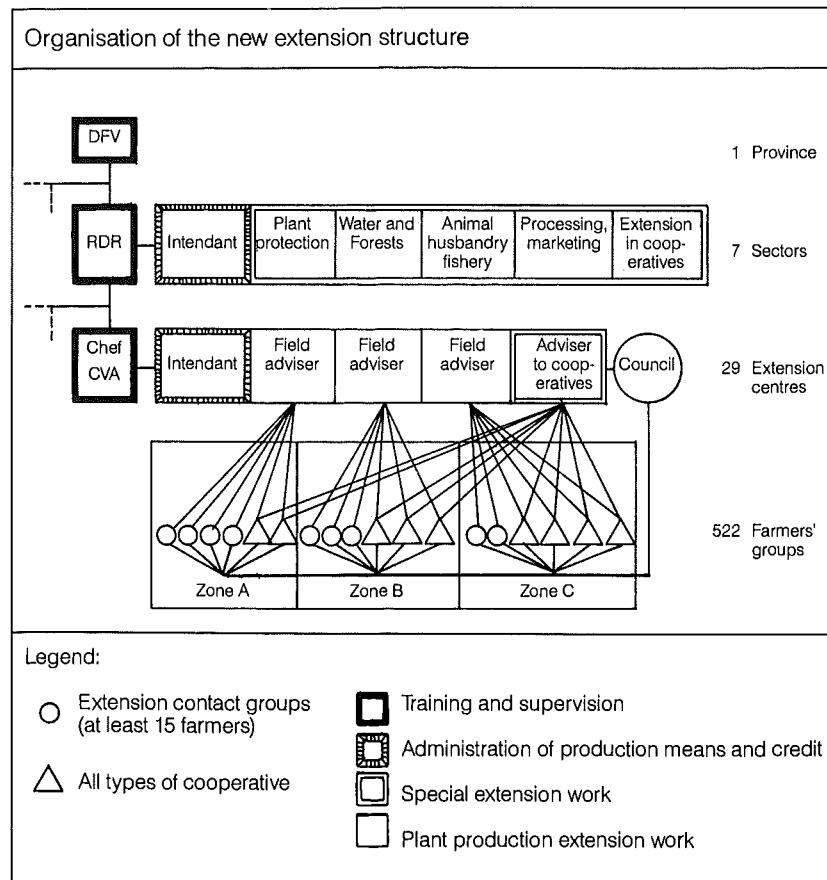 Organisation of the new extension structure
DFV
1 Province
RDR
Intendant
Plant
protection
Water and
Forests
Animal
husbandry
fishery
Processing,
marketing
Extension
in coop-
eratives
7 Sectors
Chef
CVA
Intendant
Field
adviser
Field
adviser
Field
adviser
Adviser
to coop-
eratives
Council
29 Extension
centres
522 Farmers'
groups
Zone A
Zone B
Zone C
Legend:
Extension contact groups
(at least 15 farmers)
All types of cooperative
Training and supervision
Administration of production means and credit
Special extension work
Plant production extension work